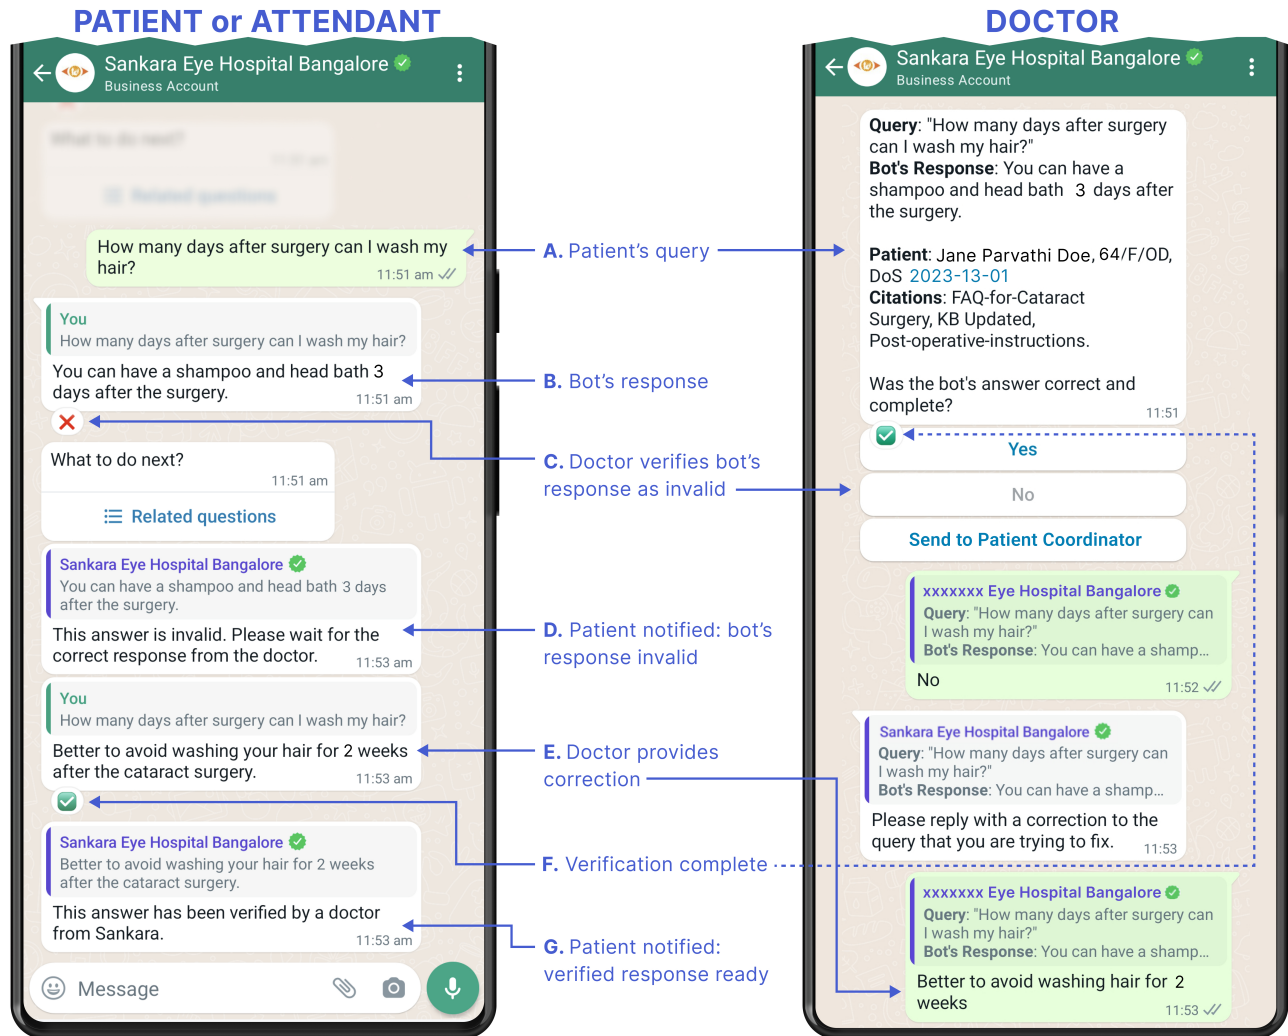 PATIENT or ATTENDANT
Sankara Eye Hospital Bangalore
Business Account
What to do next?
11:51 am
Related questions
How many days after surgery can I wash my
hair?
11:51 am
You
How many days after surgery can I wash my hair?
You can have a shampoo and head bath 3
days after the surgery.
11:51 am
What to do next?
11:51 am
Related questions
Sankara Eye Hospital Bangalore
You can have a shampoo and head bath 3 days
after the surgery.
This answer is invalid. Please wait for the
correct response from the doctor.
11:53 am
You
How many days after surgery can I wash my hair?
Better to avoid washing your hair for 2 weeks
after the cataract surgery.
11:53 am
Sankara Eye Hospital Bangalore
Better to avoid washing your hair for 2 weeks
after the cataract surgery.
This answer has been verified by a doctor
from Sankara.
11:53 am
Message
A. Patient's query
B. Bot's response
C. Doctor verifies bot's
response as invalid
D. Patient notified: bot's
response invalid
E. Doctor provides
correction
F. Verification complete
G. Patient notified:
verified response ready
DOCTOR
Sankara Eye Hospital Bangalore
Business Account
Query: "How many days after surgery
can I wash my hair?"
Bot's Response: You can have a
shampoo and head bath 3 days after
the surgery.
Patient: Jane Parvathi Doe, 64/F/OD,
DoS 2023-13-01
Citations: FAQ-for-Cataract
Surgery, KB Updated,
Post-operative-instructions.
Was the bot's answer correct and
complete?
11:51
Yes
No
Send to Patient Coordinator
xxxxxxx Eye Hospital Bangalore
Query: "How many days after surgery can
I wash my hair?"
Bot's Response: You can have a shamp...
No
11:52
Sankara Eye Hospital Bangalore
Query: "How many days after surgery can
I wash my hair?"
Bot's Response: You can have a shamp...
Please reply with a correction to the
query that you are trying to fix.
11:53
xxxxxxx Eye Hospital Bangalore
Query: "How many days after surgery can
I wash my hair?"
Bot's Response: You can have a shamp...
Better to avoid washing hair for 2
weeks
11:53